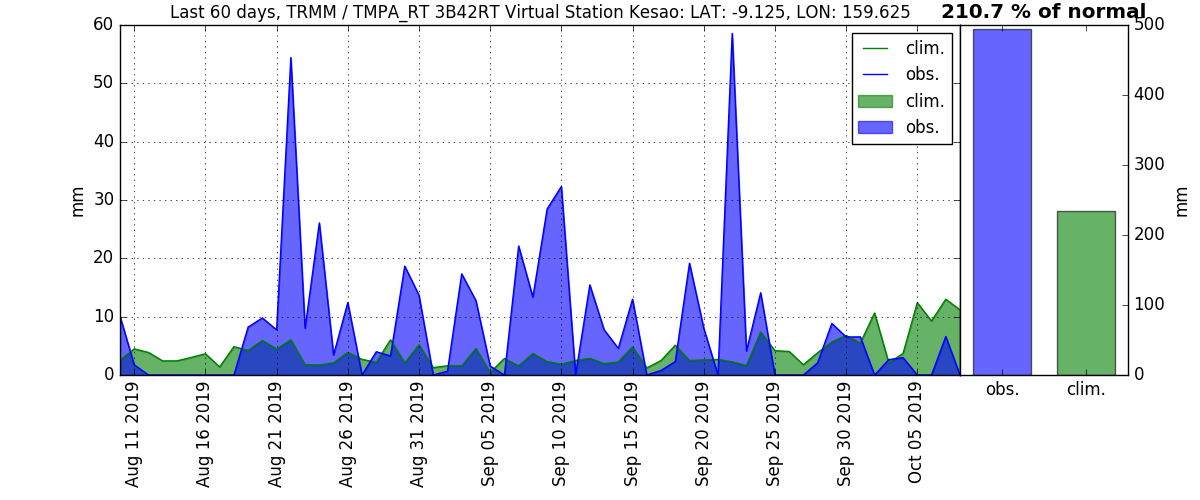 Last 60 days, TRMM / TMPA_RT 3B42RT Virtual Station Kesao: LAT: -9.125, LON: 159.625
210.7 % of normal
60
50
40
30
20
10
0
mm
clim.
obs.
clim.
obs.
500
400
300
200
100
0
mm
obs.
clim.
Aug 11 2019
Aug 16 2019
Aug 21 2019
Aug 26 2019
Aug 31 2019
Sep 05 2019
Sep 10 2019
Sep 15 2019
Sep 20 2019
Sep 25 2019
Sep 30 2019
Oct 05 2019